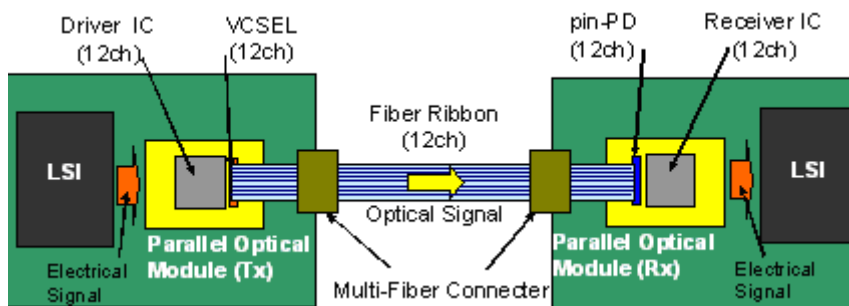 Driver IC
(12ch)
VCSEL
(12ch)
pin-PD
(12ch)
Receiver IC
(12ch)
Fiber Ribbon
(12ch)
LSI
LSI
Optical Signal
Parallel Optical
Module (Tx)
Parallel Optical
Module (Rx)
Electrical
Signal
Multi-Fiber Connecter
Electrical
Signal